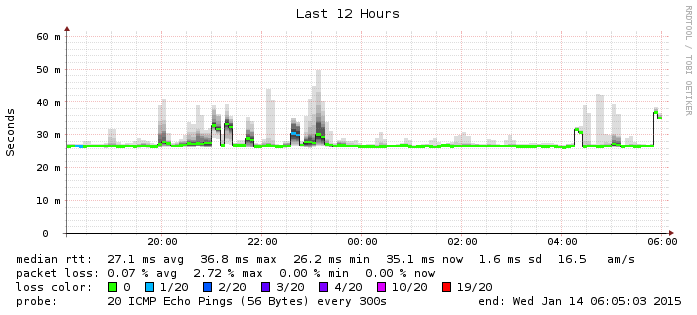 Last 12 Hours
RRDTOOL / TOBI OETIKER
60 m
50 m
40 m
30 m
20 m
10 m
0
Seconds
20:00 22:00 00:00 02:00 04:00 06:00
median rtt: 27.1 ms avg 36.8 ms max 26.2 ms min 35.1 ms now 1.6 ms sd 16.5 am/s
packet loss: 0.07 % avg 2.72 % max 0.00 % min 0.00 % now
loss color: 0 1/20 2/20 3/20 4/20 10/20 19/20
probe: 20 ICMP Echo Pings (56 Bytes) every 300s end: Wed Jan 14 06:05:03 2015